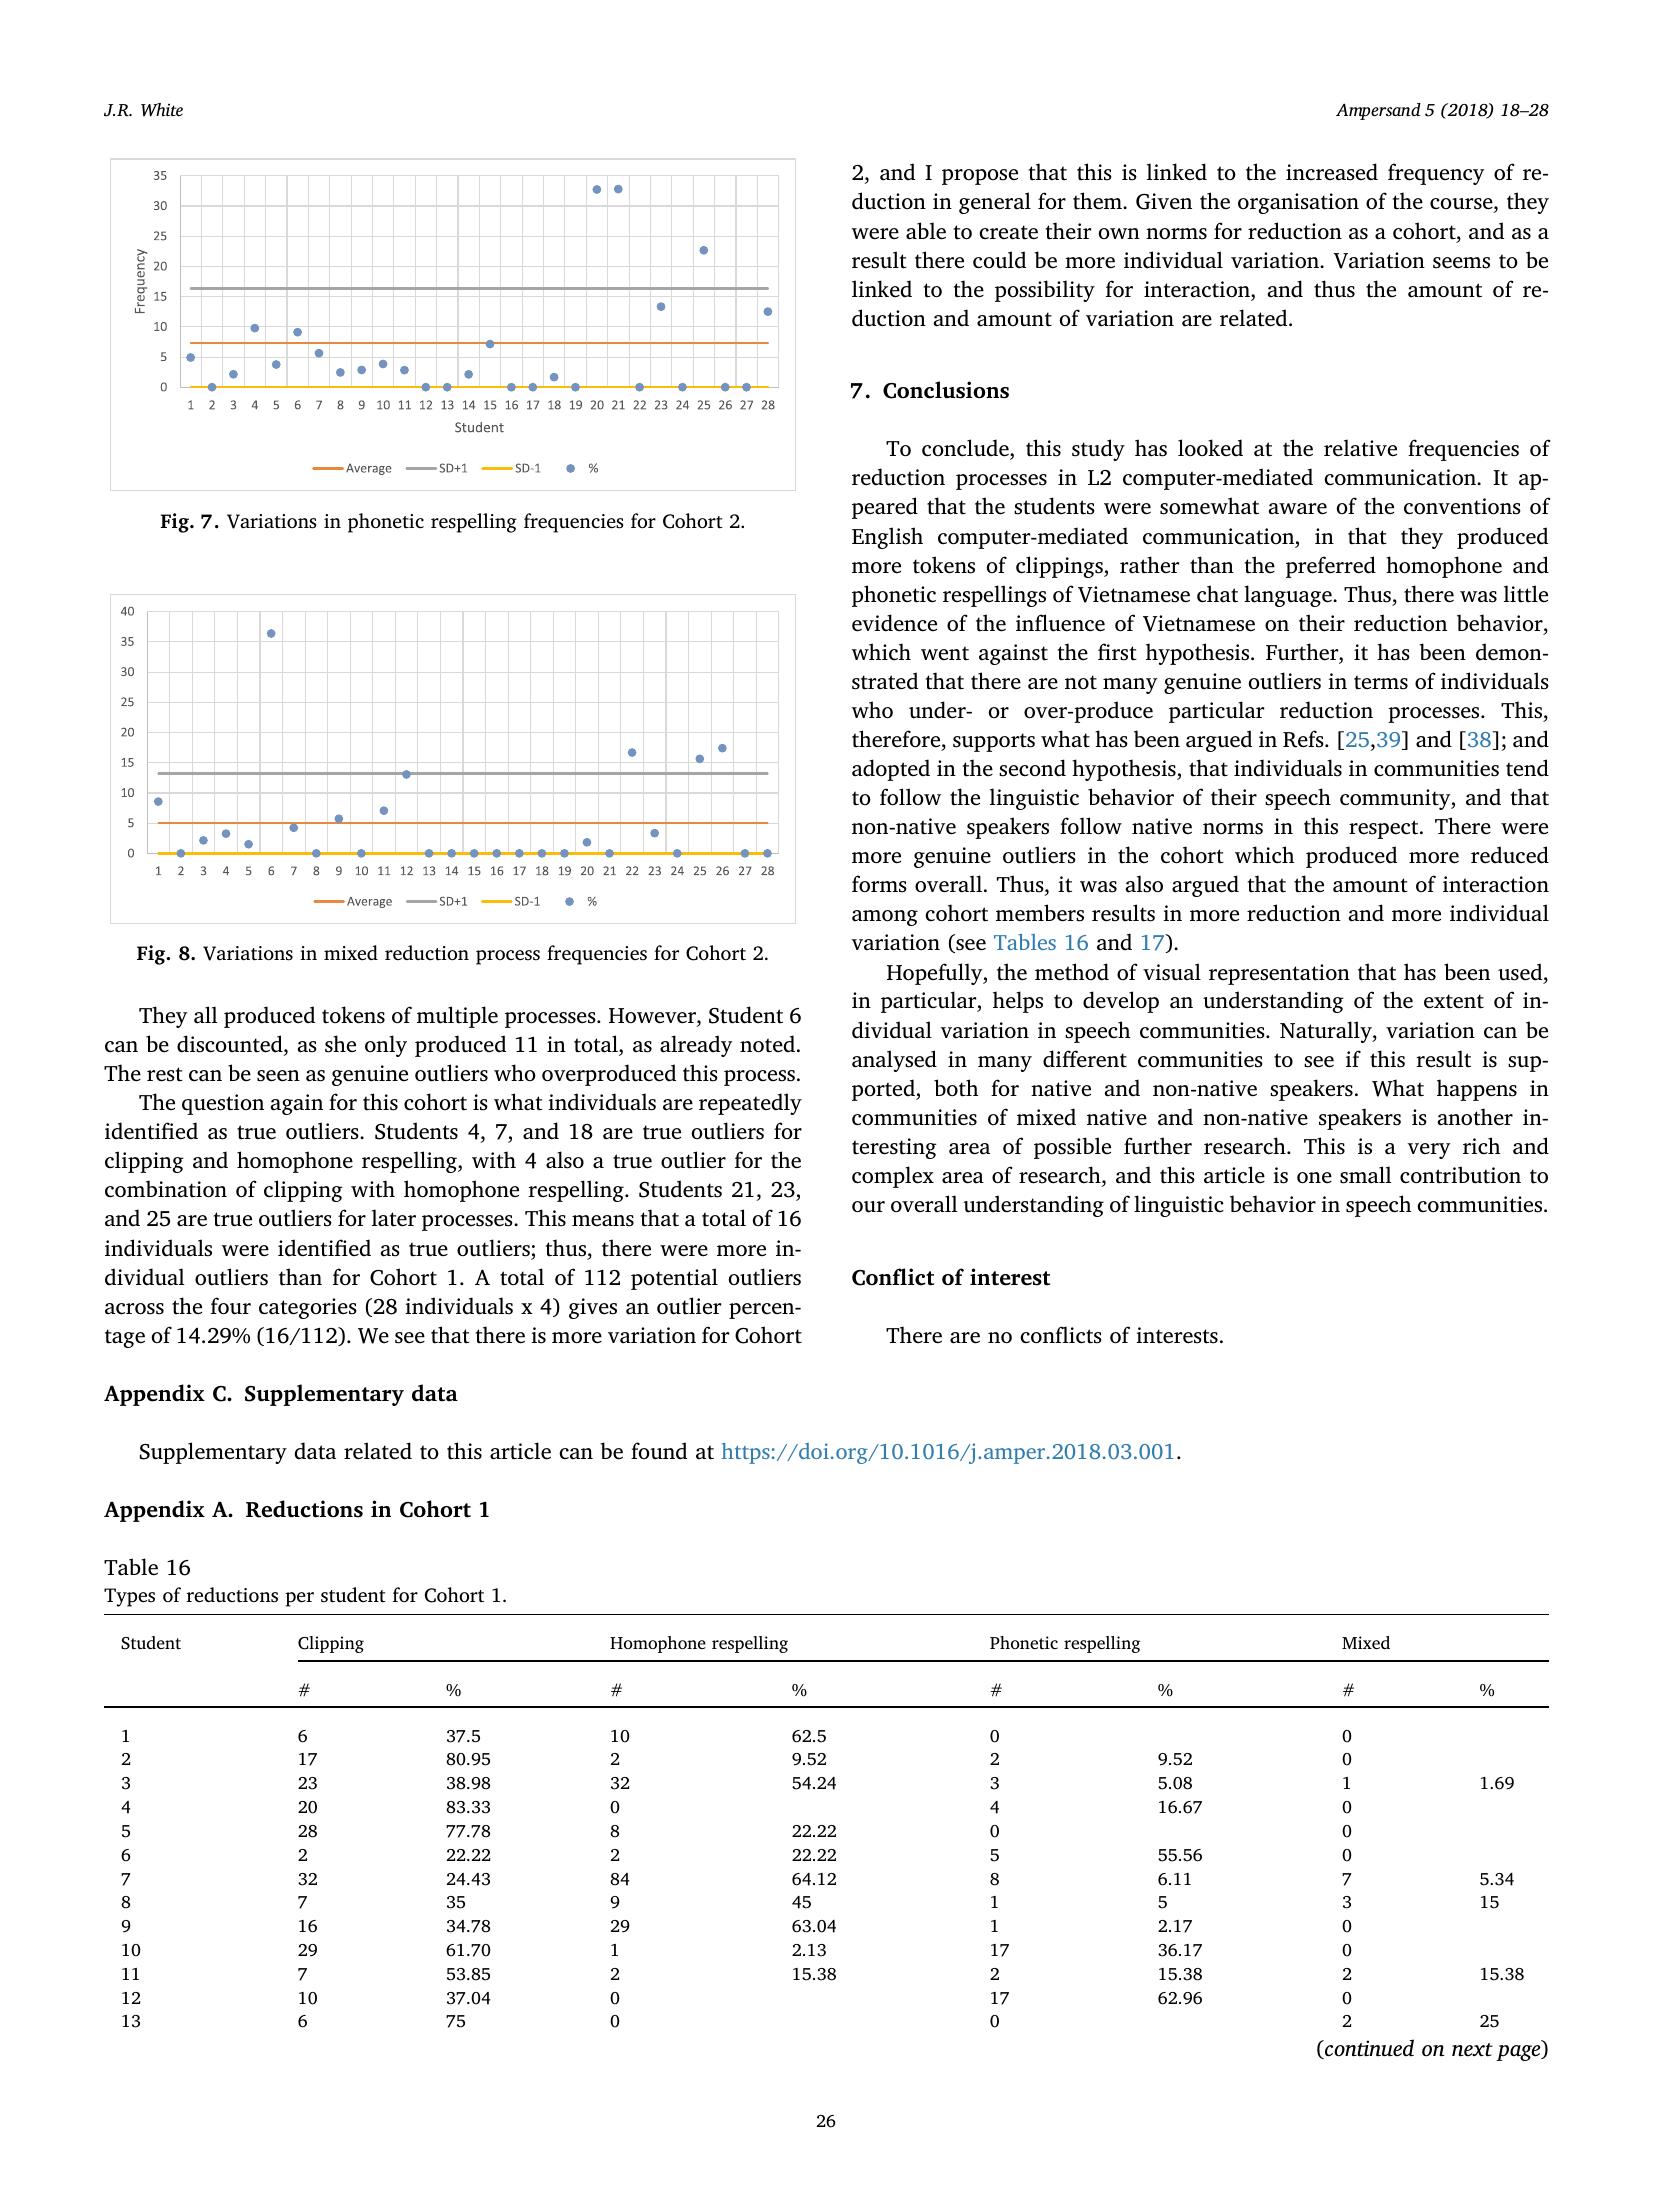 J.R. White
Ampersand 5 (2018) 18–28
35
30
25
20
15
10
5
0
Frequency
1 2 3 4 5 6 7 8 9 10 11 12 13 14 15 16 17 18 19 20 21 22 23 24 25 26 27 28
Student
Average SD+1 SD-1 %
Fig. 7. Variations in phonetic respelling frequencies for Cohort 2.
40
35
30
25
20
15
10
5
0
1 2 3 4 5 6 7 8 9 10 11 12 13 14 15 16 17 18 19 20 21 22 23 24 25 26 27 28
Average SD+1 SD-1 %
Fig. 8. Variations in mixed reduction process frequencies for Cohort 2.
They all produced tokens of multiple processes. However, Student 6
can be discounted, as she only produced 11 in total, as already noted.
The rest can be seen as genuine outliers who overproduced this process.
The question again for this cohort is what individuals are repeatedly
identified as true outliers. Students 4, 7, and 18 are true outliers for
clipping and homophone respelling, with 4 also a true outlier for the
combination of clipping with homophone respelling. Students 21, 23,
and 25 are true outliers for later processes. This means that a total of 16
individuals were identified as true outliers; thus, there were more in-
dividual outliers than for Cohort 1. A total of 112 potential outliers
across the four categories (28 individuals x 4) gives an outlier percen-
tage of 14.29% (16/112). We see that there is more variation for Cohort
2, and I propose that this is linked to the increased frequency of re-
duction in general for them. Given the organisation of the course, they
were able to create their own norms for reduction as a cohort, and as a
result there could be more individual variation. Variation seems to be
linked to the possibility for interaction, and thus the amount of re-
duction and amount of variation are related.
7. Conclusions
To conclude, this study has looked at the relative frequencies of
reduction processes in L2 computer-mediated communication. It ap-
peared that the students were somewhat aware of the conventions of
English computer-mediated communication, in that they produced
more tokens of clippings, rather than the preferred homophone and
phonetic respellings of Vietnamese chat language. Thus, there was little
evidence of the influence of Vietnamese on their reduction behavior,
which went against the first hypothesis. Further, it has been demon-
strated that there are not many genuine outliers in terms of individuals
who under- or over-produce particular reduction processes. This,
therefore, supports what has been argued in Refs. [25,39] and [38]; and
adopted in the second hypothesis, that individuals in communities tend
to follow the linguistic behavior of their speech community, and that
non-native speakers follow native norms in this respect. There were
more genuine outliers in the cohort which produced more reduced
forms overall. Thus, it was also argued that the amount of interaction
among cohort members results in more reduction and more individual
variation (see Tables 16 and 17).
Hopefully, the method of visual representation that has been used,
in particular, helps to develop an understanding of the extent of in-
dividual variation in speech communities. Naturally, variation can be
analysed in many different communities to see if this result is sup-
ported, both for native and non-native speakers. What happens in
communities of mixed native and non-native speakers is another in-
teresting area of possible further research. This is a very rich and
complex area of research, and this article is one small contribution to
our overall understanding of linguistic behavior in speech communities.
Conflict of interest
There are no conflicts of interests.
Appendix C. Supplementary data
Supplementary data related to this article can be found at https://doi.org/10.1016/j.amper.2018.03.001.
Appendix A. Reductions in Cohort 1
Table 16
Types of reductions per student for Cohort 1.
Student Clipping Homophone respelling Phonetic respelling Mixed
# % # % # % # %
1 6 37.5 10 62.5 0 0
2 17 80.95 2 9.52 2 9.52 0
3 23 38.98 32 54.24 3 5.08 1 1.69
4 20 83.33 0 4 16.67 0
5 28 77.78 8 22.22 0 0
6 2 22.22 2 22.22 5 55.56 0
7 32 24.43 84 64.12 8 6.11 7 5.34
8 7 35 9 45 1 5 3 15
9 16 34.78 29 63.04 1 2.17 0
10 29 61.70 1 2.13 17 36.17 0
11 7 53.85 2 15.38 2 15.38 2 15.38
12 10 37.04 0 17 62.96 0
13 6 75 0 0 2 25
(continued on next page)
26